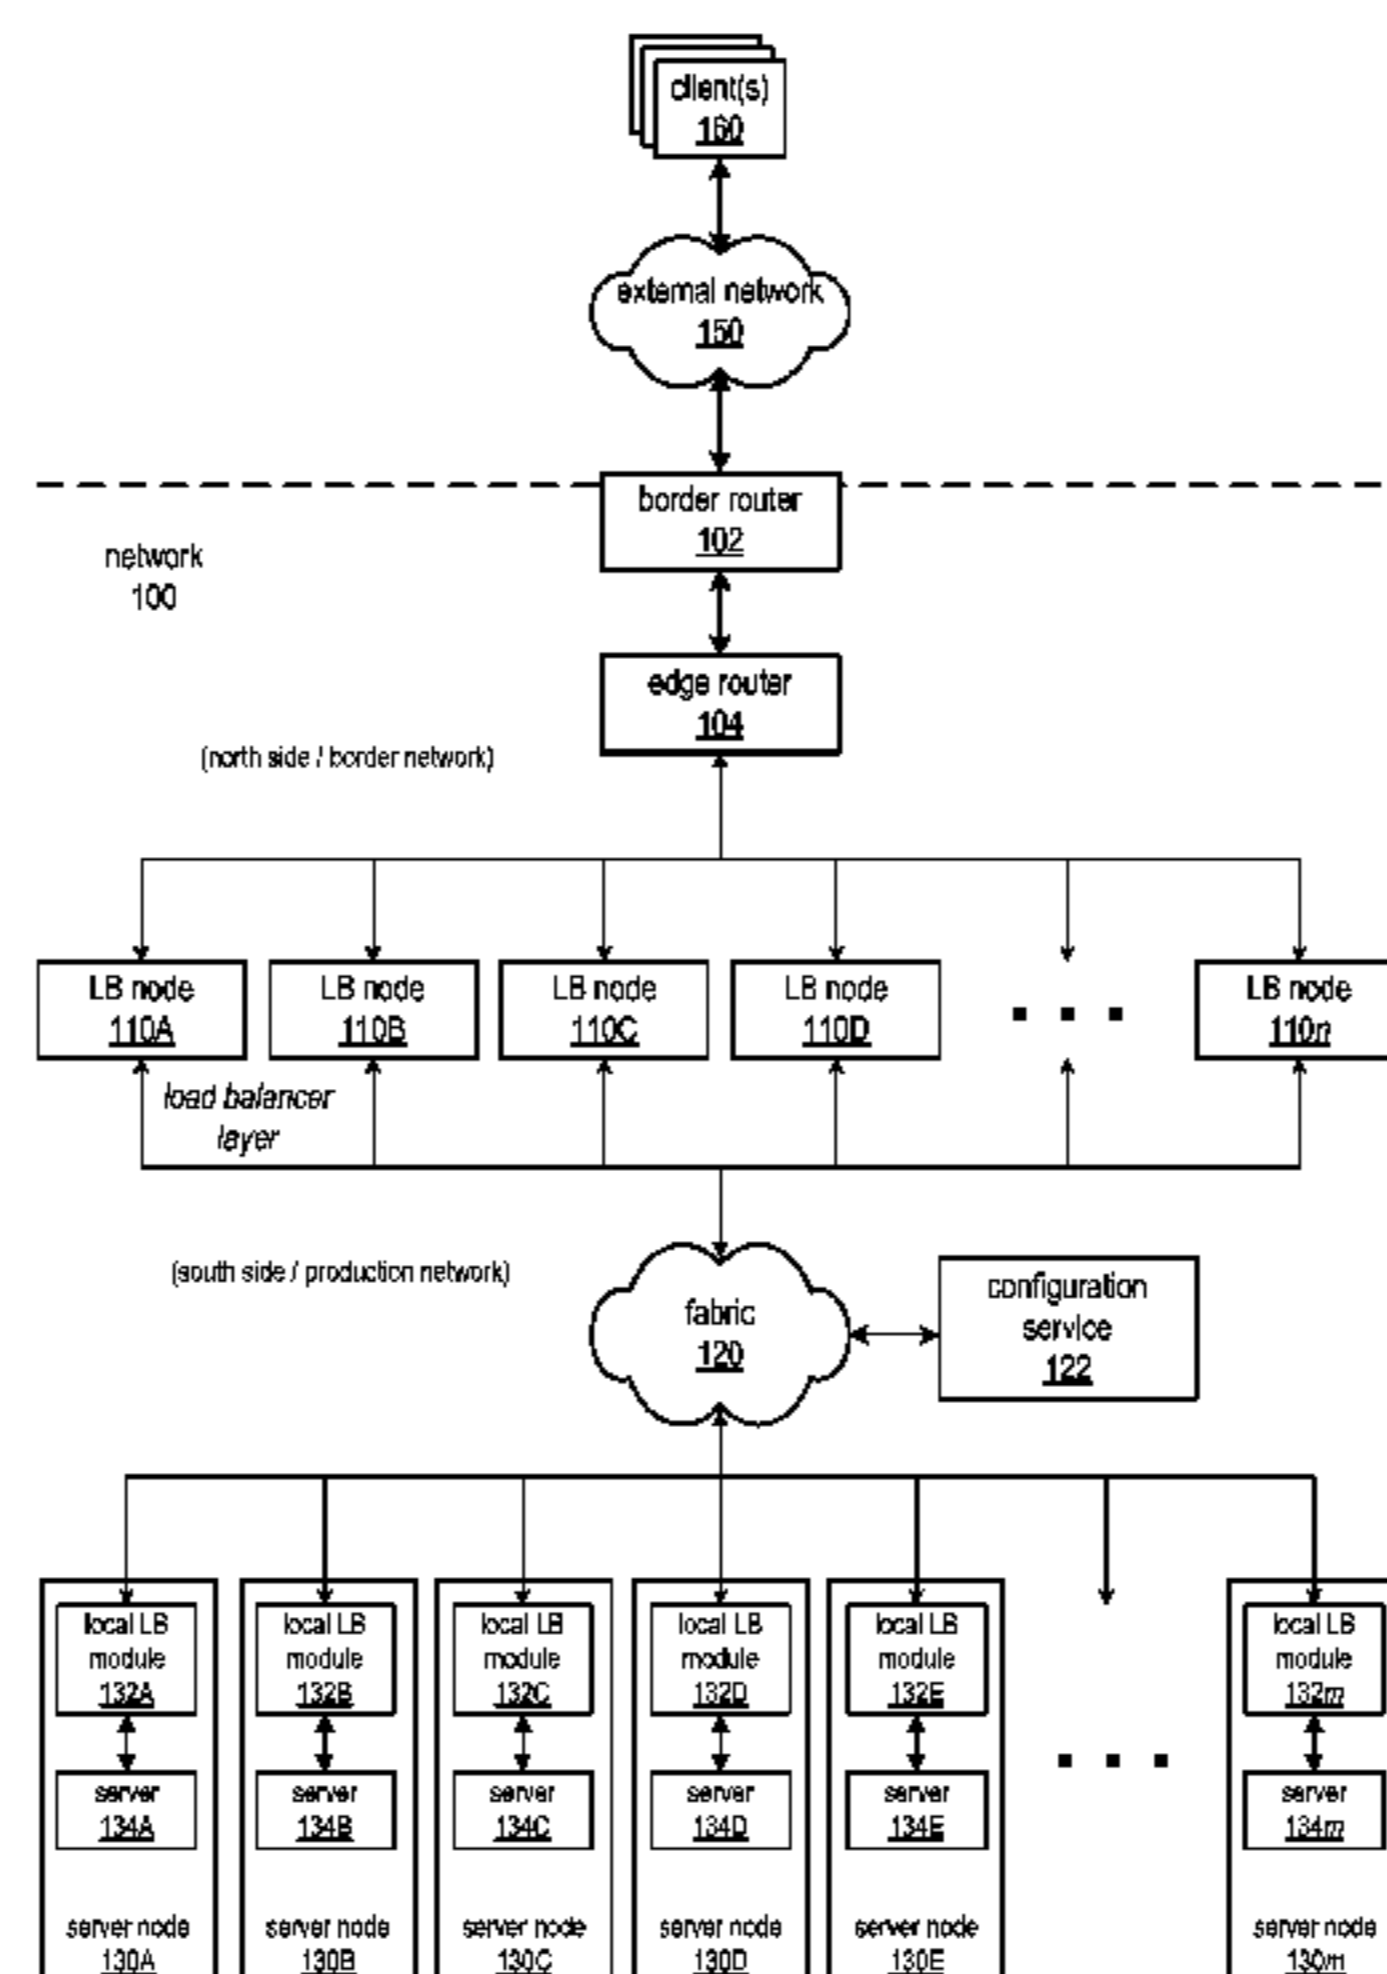 client(s)
160
external network
150
border router
102
network
100
edge router
104
(north side / border network)
LB node
110A
LB node
110B
LB node
110C
LB node
110D
. . .
LB node
110n
load balancer
layer
(south side / production network)
fabric
120
configuration
service
122
local LB
module
132A
server
134A
server node
130A
local LB
module
132B
server
134B
server node
130B
local LB
module
132C
server
134C
server node
130C
local LB
module
132D
server
134D
server node
130D
local LB
module
132E
server
134E
server node
130E
. . .
local LB
module
132m
server
134m
server node
130m